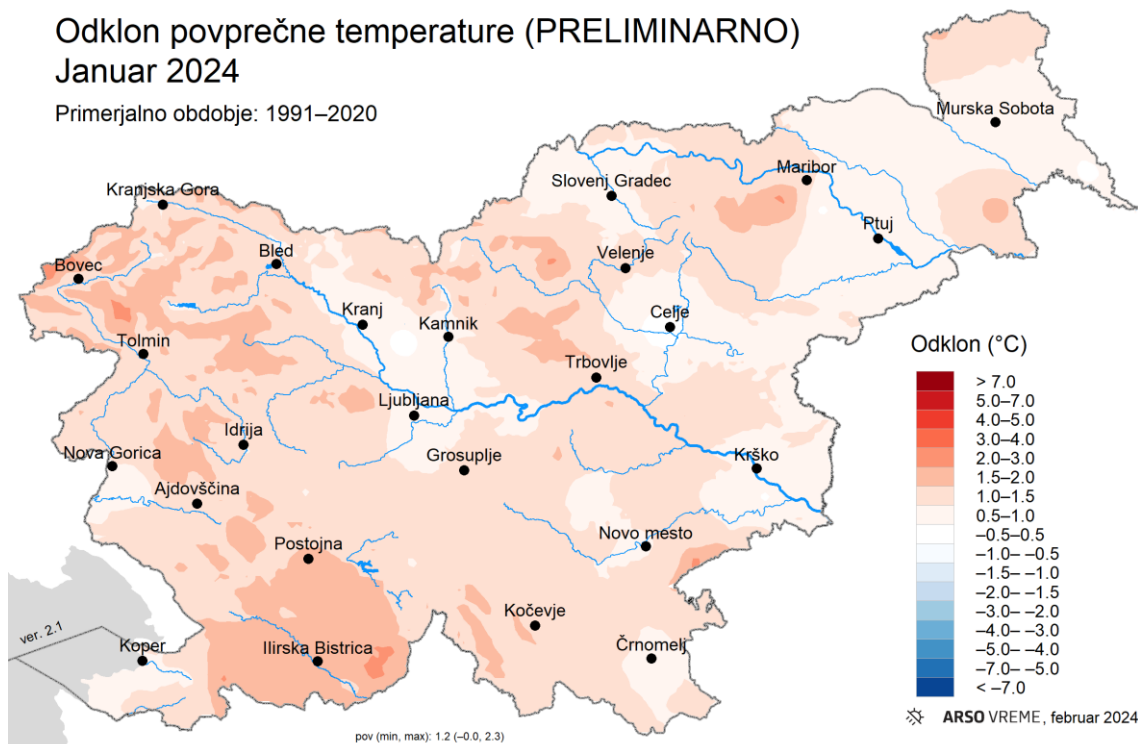 Odklon povprečne temperature (PRELIMINARNO)
Januar 2024
Primerjalno obdobje: 1991–2020
Murska Sobota
Maribor
Slovenj Gradec
Kranjska Gora
Ptuj
Bled
Velenje
Bovec
Kranj
Kamnik
Celje
Tolmin
Trbovlje
Ljubljana
Idrija
Nova Gorica
Grosuplje
Krško
Ajdovščina
Novo mesto
Postojna
Kočevje
Koper
Ilirska Bistrica
Črnomelj
ver. 2.1
Odklon (°C)
> 7.0
5.0–7.0
4.0–5.0
3.0–4.0
2.0–3.0
1.5–2.0
1.0–1.5
0.5–1.0
–0.5–0.5
–1.0– –0.5
–1.5– –1.0
–2.0– –1.5
–3.0– –2.0
–4.0– –3.0
–5.0– –4.0
–7.0– –5.0
< –7.0
ARSO VREME, februar 2024
pov (min, max): 1.2 (–0.0, 2.3)